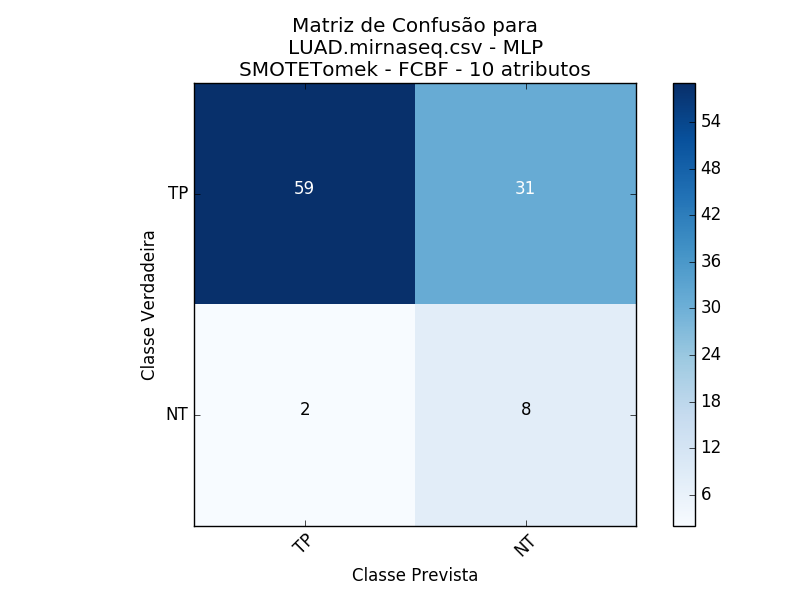 Matriz de Confusão para
LUAD.mirnaseq.csv - MLP
SMOTETomek - FCBF - 10 atributos
TP
59
31
NT
2
8
TP
NT
Classe Verdadeira
Classe Prevista
54
48
42
36
30
24
18
12
6